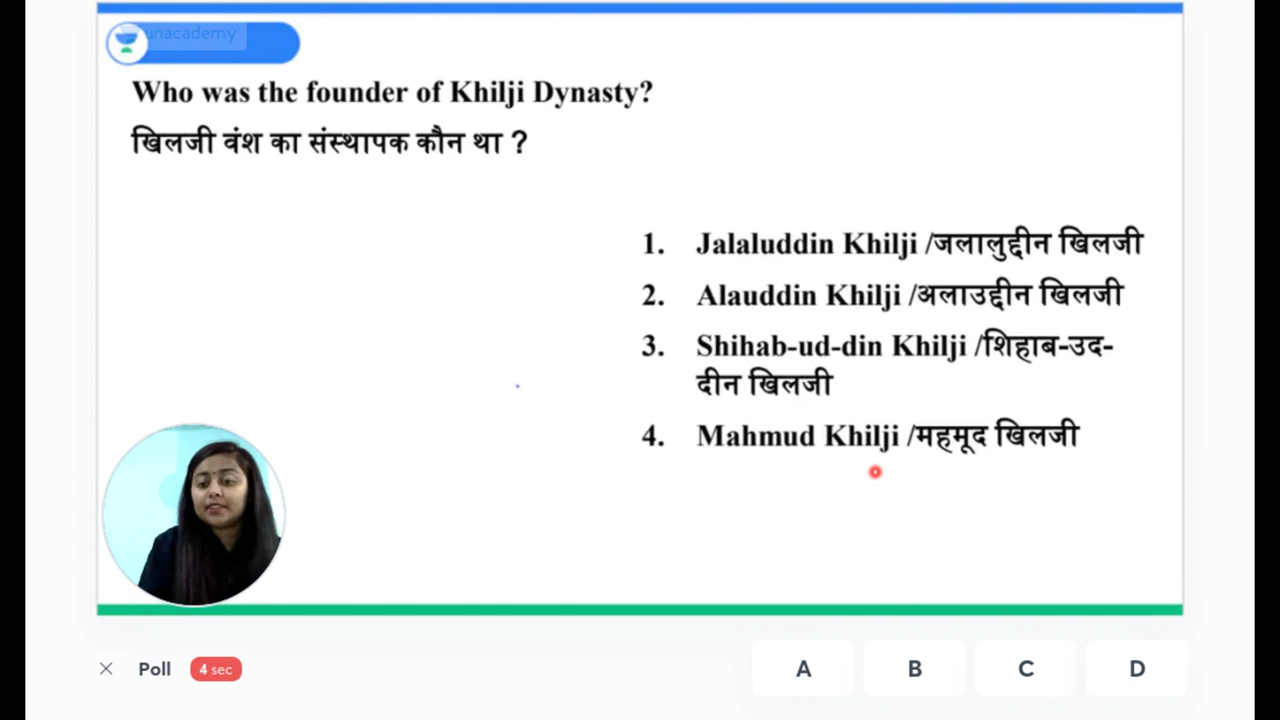 unacademy
Who was the founder of Khilji Dynasty?
खिलजी वंश का संस्थापक कौन था ?
1. Jalaluddin Khilji /जलालुद्दीन खिलजी
2. Alauddin Khilji /अलाउद्दीन खिलजी
3. Shihab-ud-din Khilji /शिहाब-उद-
दीन खिलजी
4. Mahmud Khilji /महमूद खिलजी
Poll 4 sec A B C D